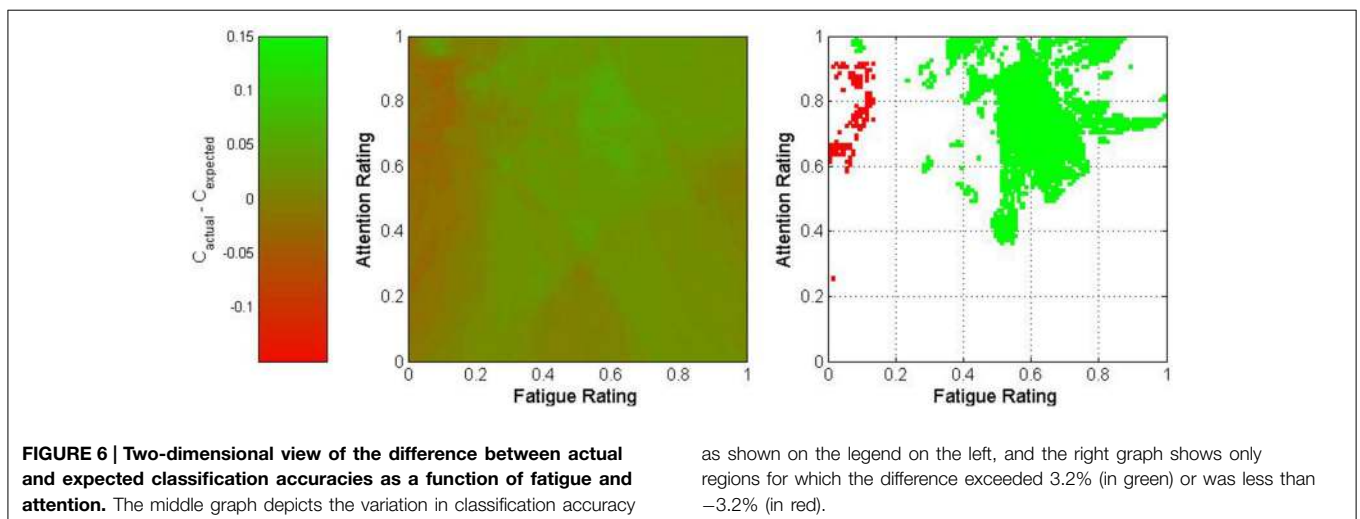 0.15
0.1
0.05
0
-0.05
-0.1
C_actual - C_expected
1
0.8
0.6
0.4
0.2
0
Attention Rating
0 0.2 0.4 0.6 0.8 1
Fatigue Rating
1
0.8
0.6
0.4
0.2
0
Attention Rating
0 0.2 0.4 0.6 0.8 1
Fatigue Rating
FIGURE 6 | Two-dimensional view of the difference between actual
and expected classification accuracies as a function of fatigue and
attention. The middle graph depicts the variation in classification accuracy
as shown on the legend on the left, and the right graph shows only
regions for which the difference exceeded 3.2% (in green) or was less than
−3.2% (in red).